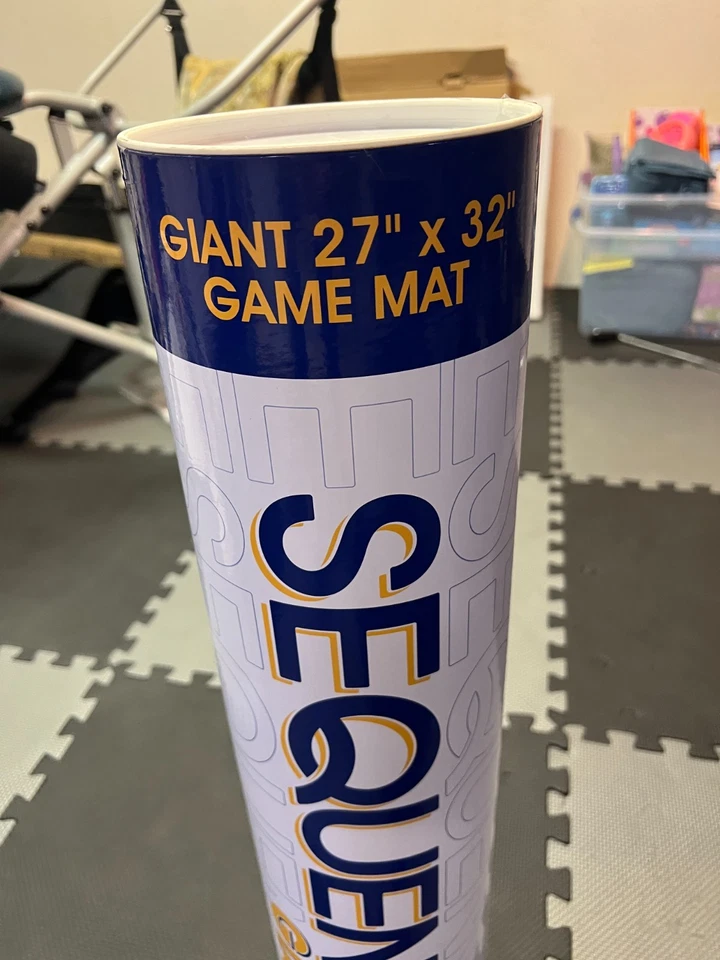 GIANT 27" x 32"
GAME MAT
SEQUEN